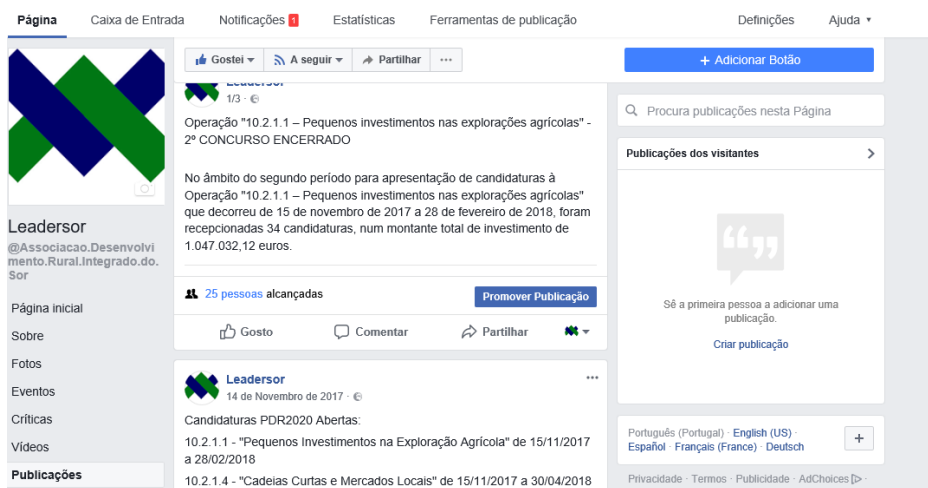 Página Caixa de Entrada Notificações 1 Estatísticas Ferramentas de publicação Definições Ajuda
Gostei A seguir Partilhar ...
+ Adicionar Botão
Leadersor
@Associacao.Desenvolvi
mento.Rural.Integrado.do.
Sor
Página inicial
Sobre
Fotos
Eventos
Críticas
Vídeos
Publicações
Leadersor
1/3 ·
Operação "10.2.1.1 – Pequenos investimentos nas explorações agrícolas" -
2º CONCURSO ENCERRADO
No âmbito do segundo período para apresentação de candidaturas à
Operação "10.2.1.1 – Pequenos investimentos nas explorações agrícolas"
que decorreu de 15 de novembro de 2017 a 28 de fevereiro de 2018, foram
recepcionadas 34 candidaturas, num montante total de investimento de
1.047.032,12 euros.
25 pessoas alcançadas
Promover Publicação
Gosto Comentar Partilhar
Leadersor
14 de Novembro de 2017 ·
Candidaturas PDR2020 Abertas:
10.2.1.1 - "Pequenos Investimentos na Exploração Agrícola" de 15/11/2017
a 28/02/2018
10.2.1.4 - "Cadeias Curtas e Mercados Locais" de 15/11/2017 a 30/04/2018
Procura publicações nesta Página
Publicações dos visitantes
Sê a primeira pessoa a adicionar uma
publicação.
Criar publicação
Português (Portugal) · English (US) ·
Español · Français (France) · Deutsch
+
Privacidade · Termos · Publicidade · AdChoices ·